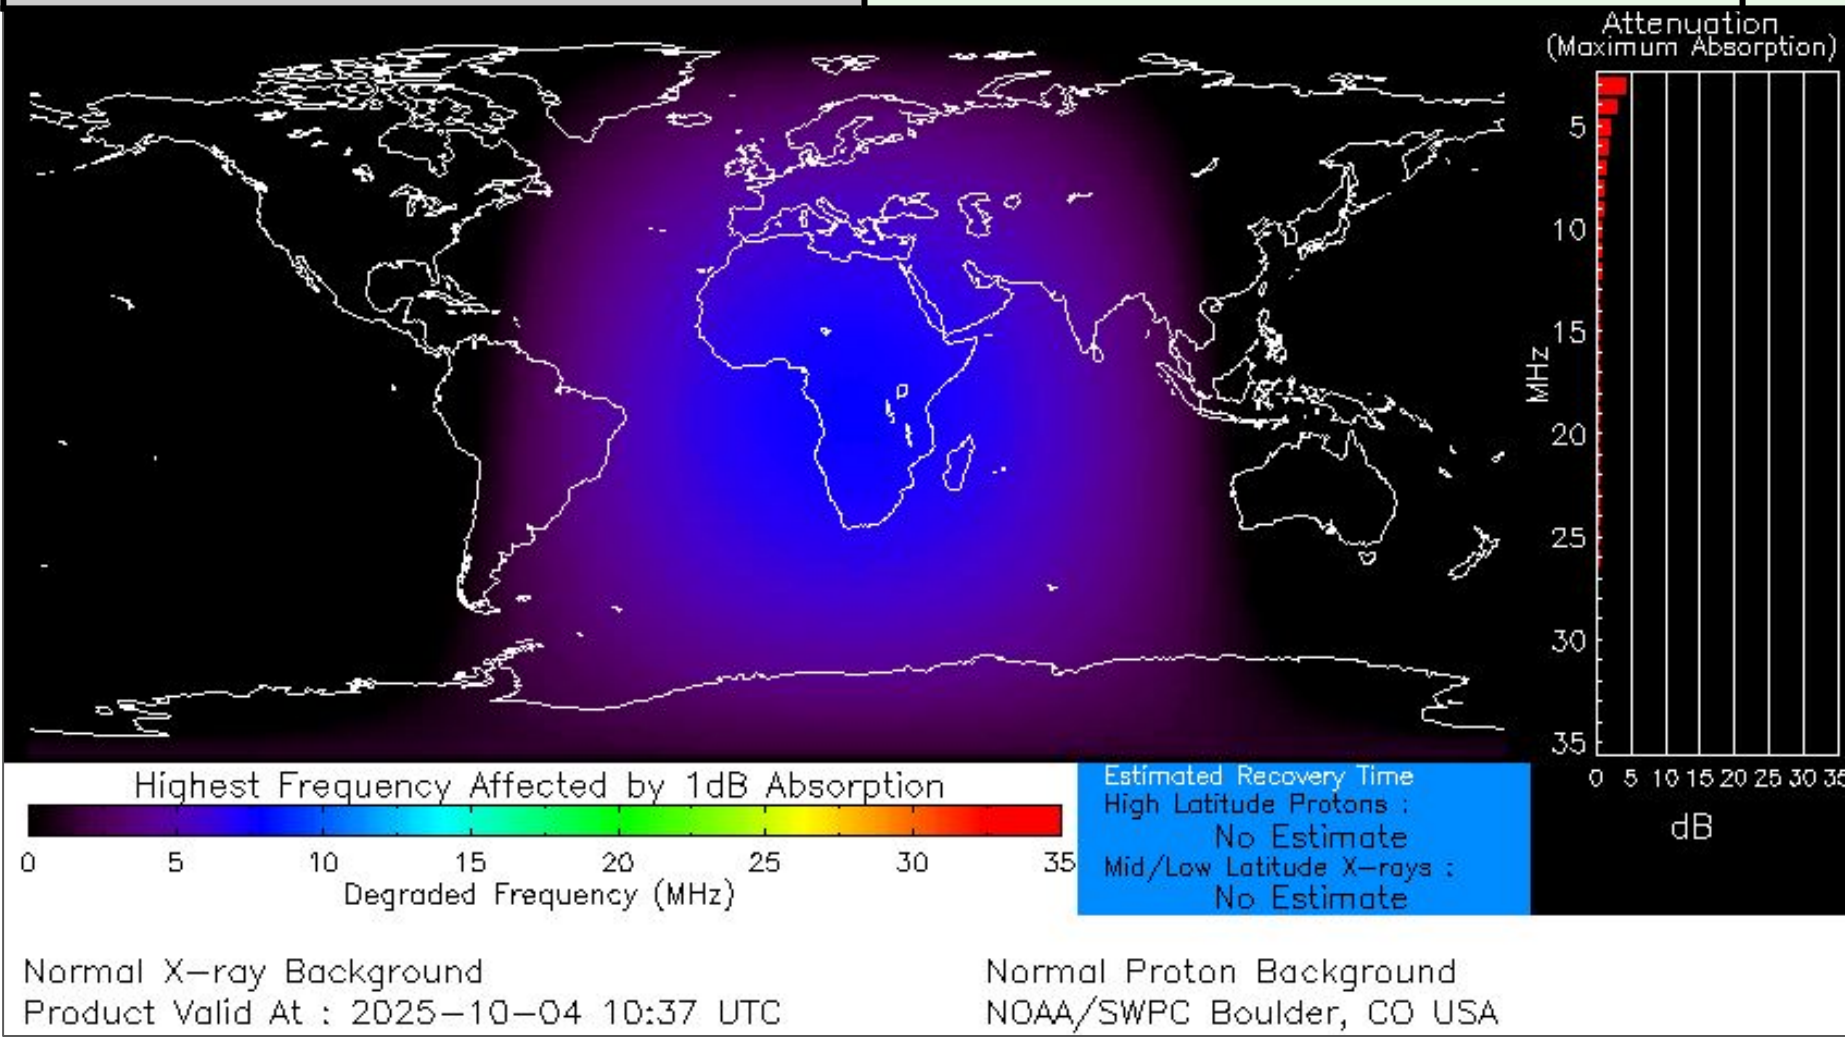 Attenuation
(Maximum Absorption)
5
10
15
20
25
30
35
MHz
0 5 10 15 20 25 30 35
dB
Highest Frequency Affected by 1dB Absorption
0 5 10 15 20 25 30 35
Degraded Frequency (MHz)
Estimated Recovery Time
High Latitude Protons :
No Estimate
Mid/Low Latitude X-rays :
No Estimate
Normal X-ray Background
Product Valid At : 2025-10-04 10:37 UTC
Normal Proton Background
NOAA/SWPC Boulder, CO USA